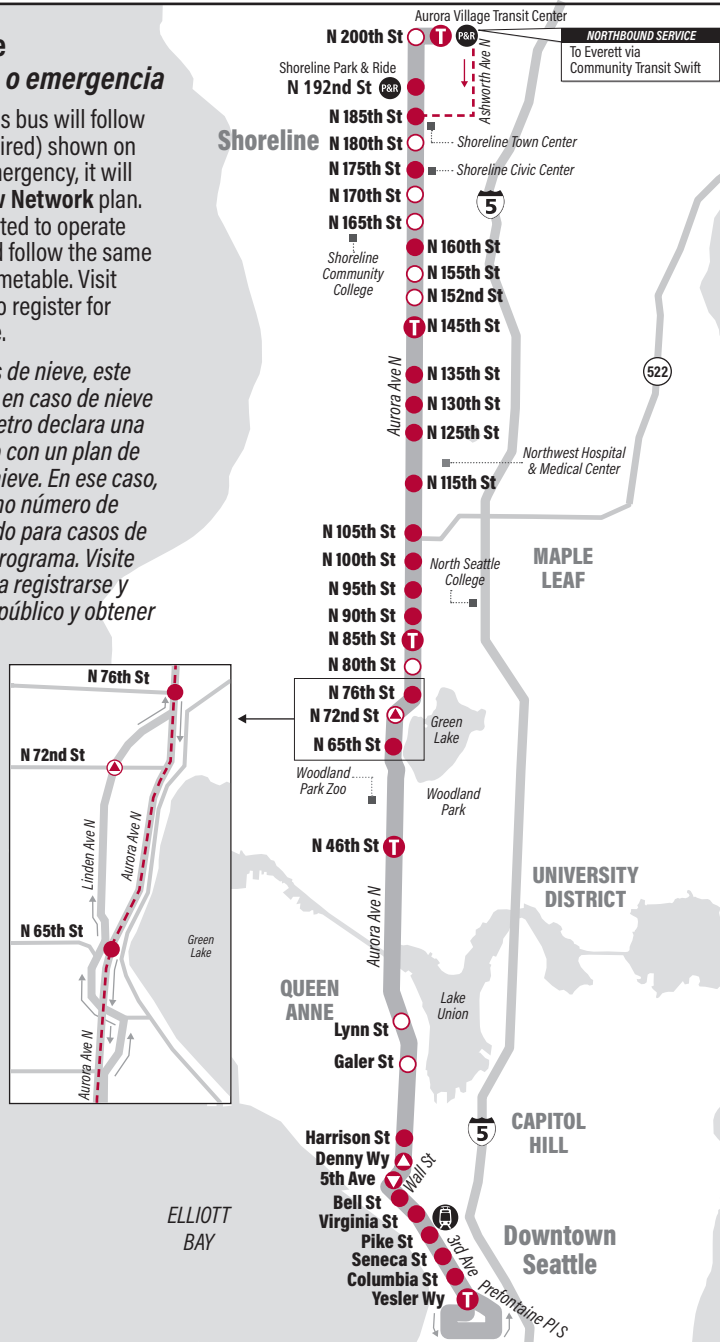 e
o emergencia
s bus will follow
ired) shown on
nergency, it will
w Network plan.
ted to operate
d follow the same
metable. Visit
o register for
e.
s de nieve, este
en caso de nieve
etro declara una
o con un plan de
nieve. En ese caso,
no número de
do para casos de
rograma. Visite
a registrarse y
público y obtener
Aurora Village Transit Center
N 200th St
T
P&R
NORTHBOUND SERVICE
To Everett via
Community Transit Swift
Ashworth Ave N
Shoreline Park & Ride
N 192nd St
P&R
N 185th St
Shoreline
N 180th St
Shoreline Town Center
N 175th St
Shoreline Civic Center
N 170th St
5
N 165th St
Shoreline
Community
College
N 160th St
N 155th St
N 152nd St
T
N 145th St
Aurora Ave N
N 135th St
522
N 130th St
N 125th St
Northwest Hospital
& Medical Center
N 115th St
N 105th St
N 100th St
MAPLE
LEAF
North Seattle
College
N 95th St
N 90th St
N 85th St
T
N 80th St
N 76th St
N 72nd St
N 65th St
Green
Lake
Woodland
Park Zoo
Woodland
Park
N 46th St
T
Aurora Ave N
UNIVERSITY
DISTRICT
QUEEN
ANNE
Lake
Union
Lynn St
Galer St
N 76th St
N 72nd St
Linden Ave N
Aurora Ave N
N 65th St
Green
Lake
Aurora Ave N
Harrison St
5
CAPITOL
HILL
Denny Wy
5th Ave
Wall St
Bell St
Virginia St
Pike St
3rd Ave
Seneca St
Columbia St
Yesler Wy
T
Prefontaine Pl S
ELLIOTT
BAY
Downtown
Seattle